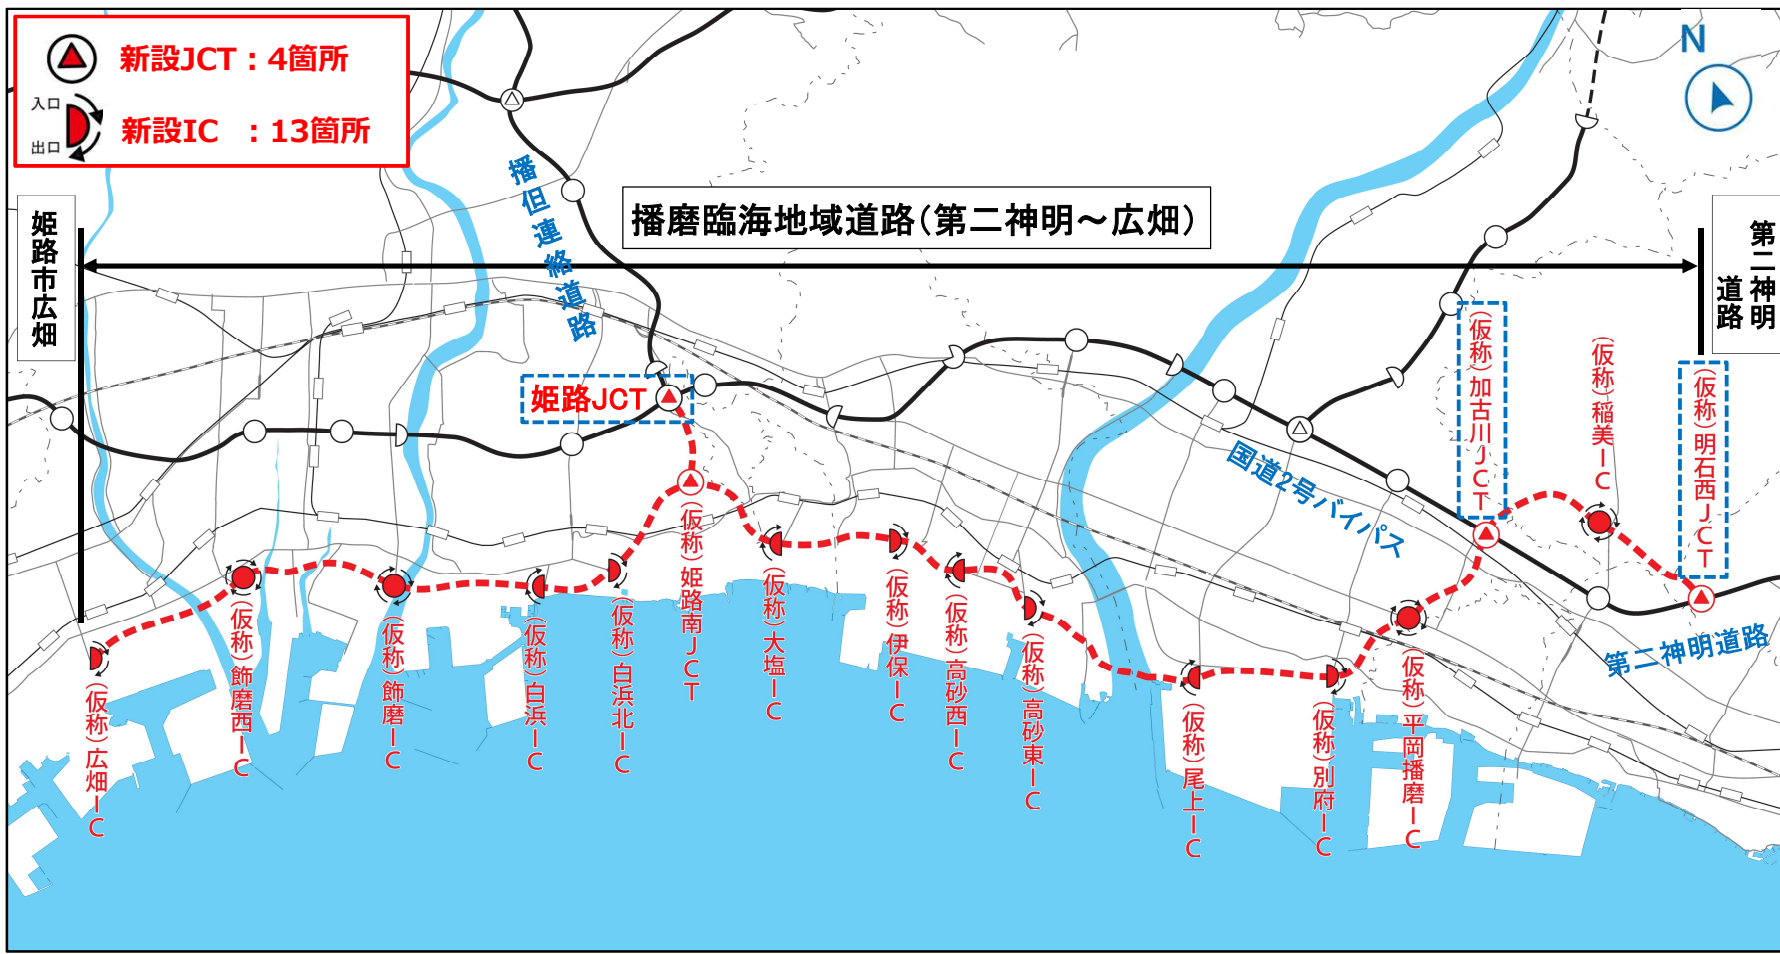 新設JCT：4箇所
入口
出口
新設IC ：13箇所
N
播磨臨海地域道路(第二神明～広畑)
姫路市広畑
第二神明
道路
播但連絡道路
姫路JCT
国道2号バイパス
第二神明道路
(仮称)加古川JCT
(仮称)稲美IC
(仮称)明石西JCT
(仮称)広畑IC
(仮称)飾磨西IC
(仮称)飾磨IC
(仮称)白浜IC
(仮称)白浜北IC
(仮称)姫路南JCT
(仮称)大塩IC
(仮称)伊保IC
(仮称)高砂西IC
(仮称)高砂東IC
(仮称)尾上IC
(仮称)別府IC
(仮称)平岡播磨IC